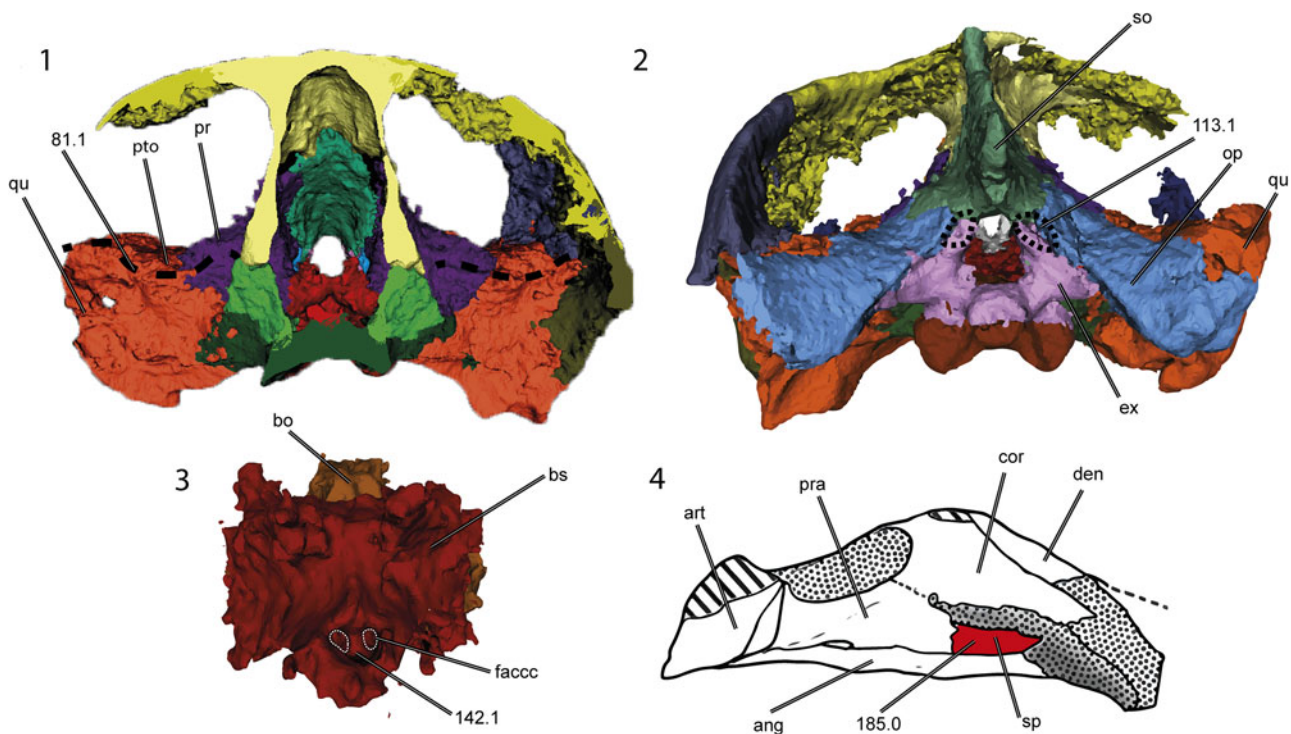 1
81.1
pto
pr
qu
2
so
113.1
op
qu
ex
3
bo
bs
faccc
142.1
4
art
pra
cor
den
ang
185.0
sp